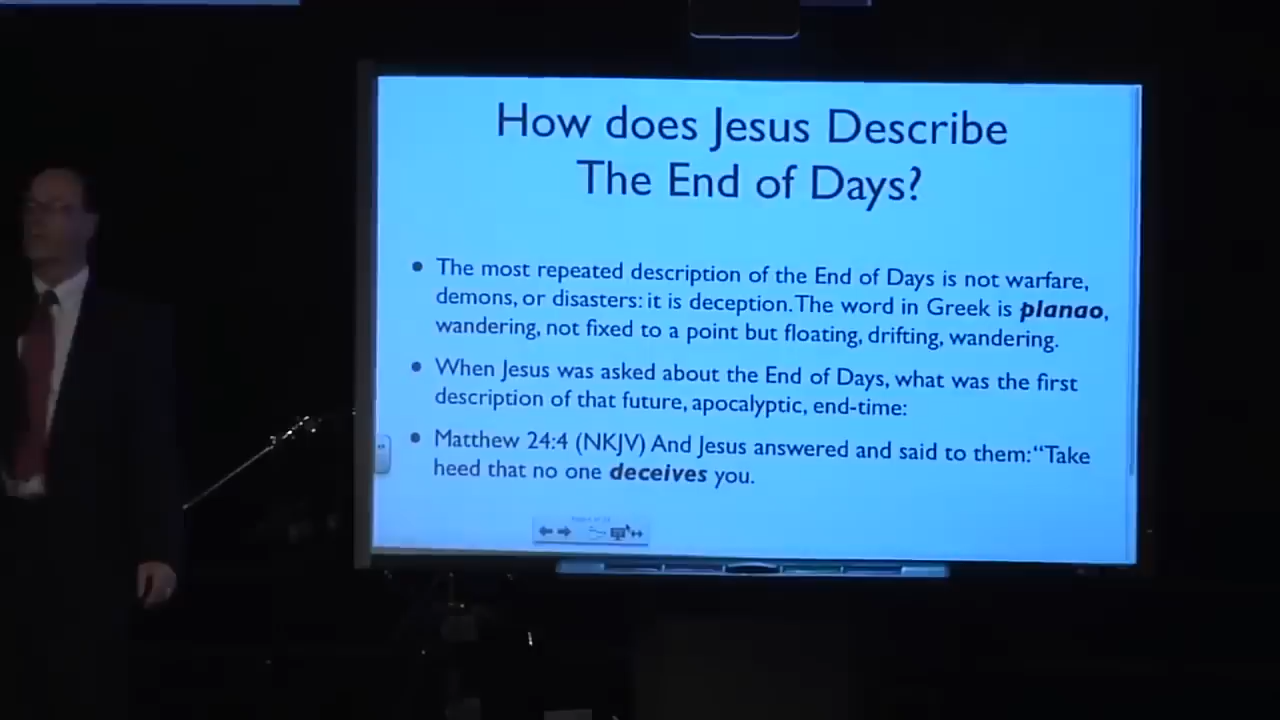 How does Jesus Describe
The End of Days?
• The most repeated description of the End of Days is not warfare,
demons, or disasters: it is deception. The word in Greek is planao,
wandering, not fixed to a point but floating, drifting, wandering.
• When Jesus was asked about the End of Days, what was the first
description of that future, apocalyptic, end-time:
• Matthew 24:4 (NKJV) And Jesus answered and said to them: “Take
heed that no one deceives you.